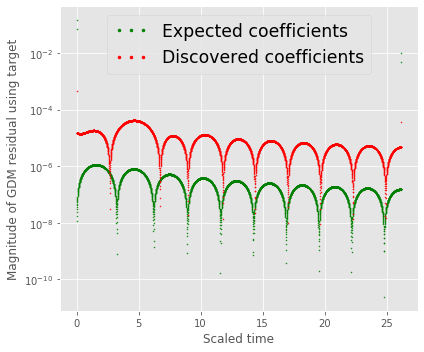 Expected coefficients
Discovered coefficients
Magnitude of GDM residual using target
10⁻²
10⁻⁴
10⁻⁶
10⁻⁸
10⁻¹⁰
0 5 10 15 20 25
Scaled time